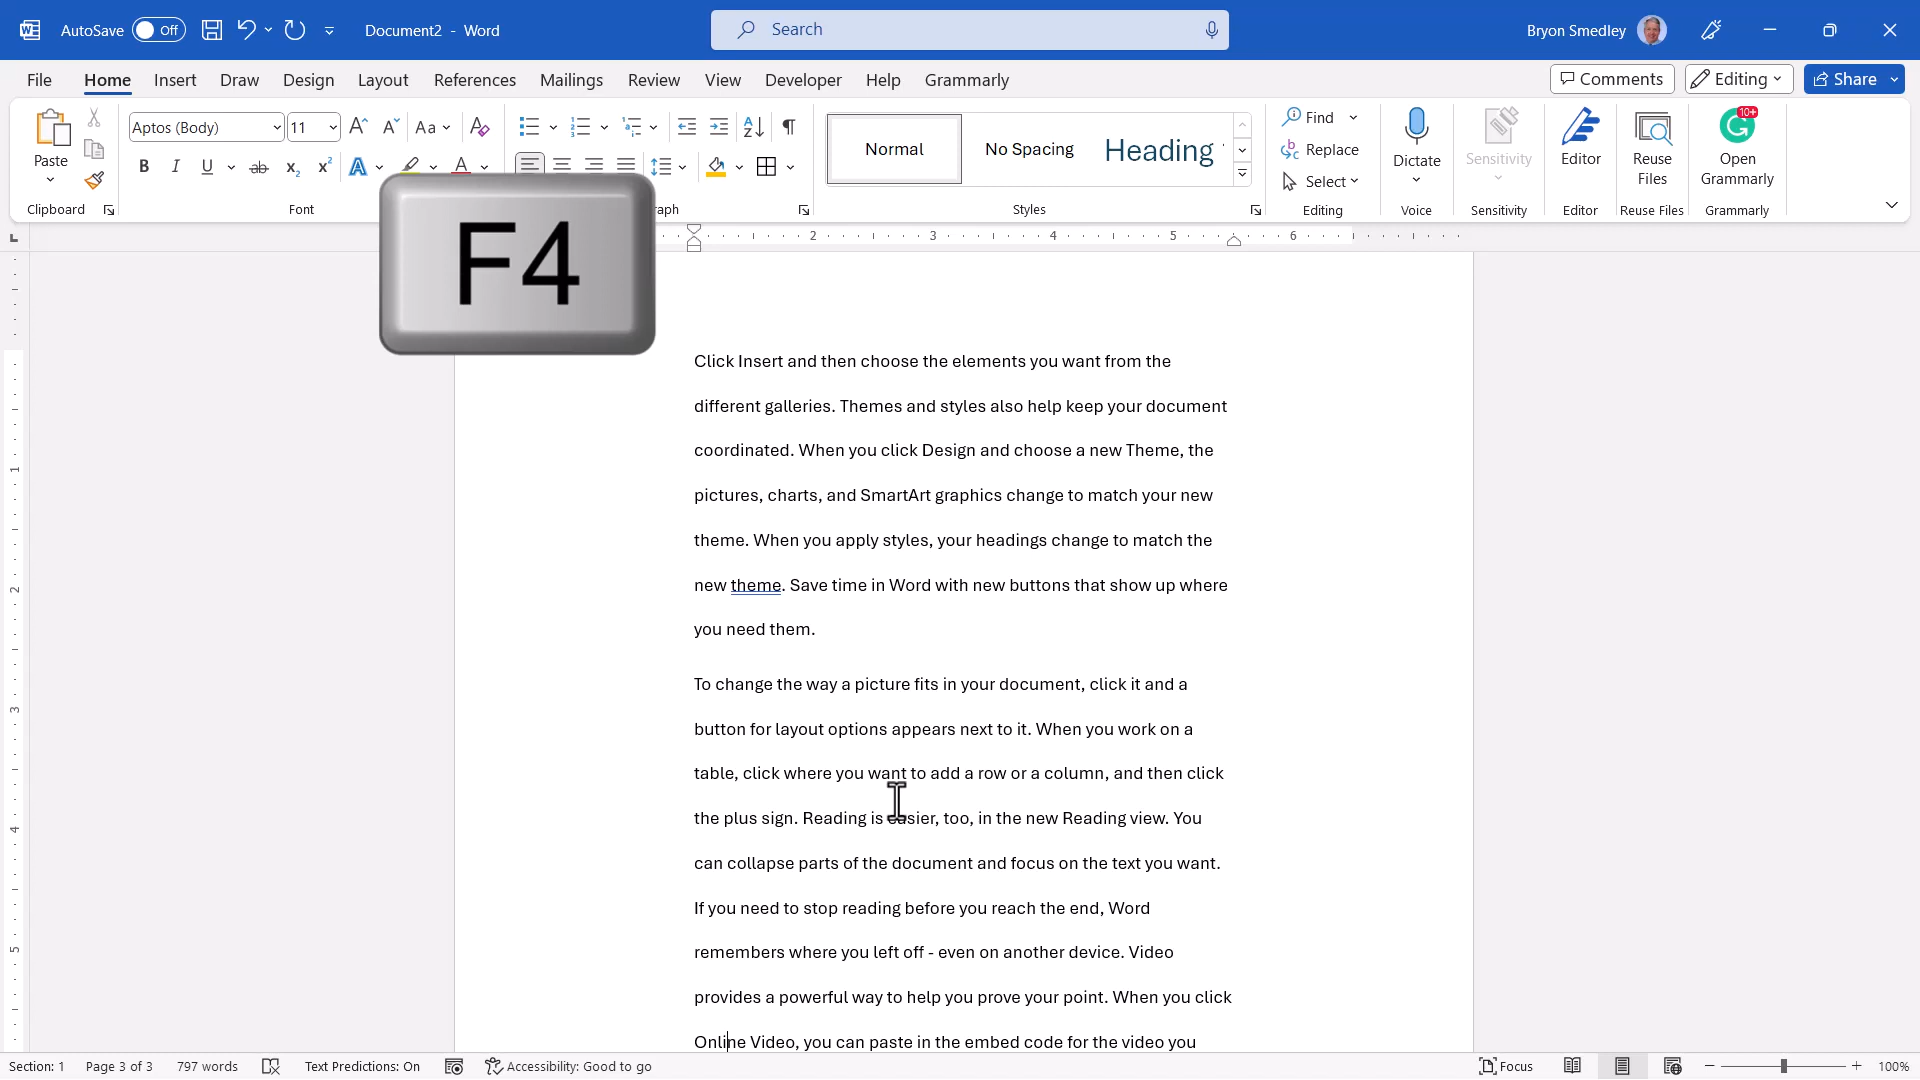 AutoSave Off Document2 - Word Search Bryon Smedley
File Home Insert Draw Design Layout References Mailings Review View Developer Help Grammarly Comments Editing Share
Paste Aptos (Body) 11 Aa Normal No Spacing Heading Find Replace Select Dictate Sensitivity Editor Reuse Files Open Grammarly 10+
Clipboard Font Styles Editing Voice Sensitivity Editor Reuse Files Grammarly
F4
2 3 4 5 6
Click Insert and then choose the elements you want from the
different galleries. Themes and styles also help keep your document
coordinated. When you click Design and choose a new Theme, the
pictures, charts, and SmartArt graphics change to match your new
theme. When you apply styles, your headings change to match the
new theme. Save time in Word with new buttons that show up where
you need them.
To change the way a picture fits in your document, click it and a
button for layout options appears next to it. When you work on a
table, click where you want to add a row or a column, and then click
the plus sign. Reading is easier, too, in the new Reading view. You
can collapse parts of the document and focus on the text you want.
If you need to stop reading before you reach the end, Word
remembers where you left off - even on another device. Video
provides a powerful way to help you prove your point. When you click
Online Video, you can paste in the embed code for the video you
1
2
3
4
5
Section: 1 Page 3 of 3 797 words Text Predictions: On Accessibility: Good to go Focus 100%